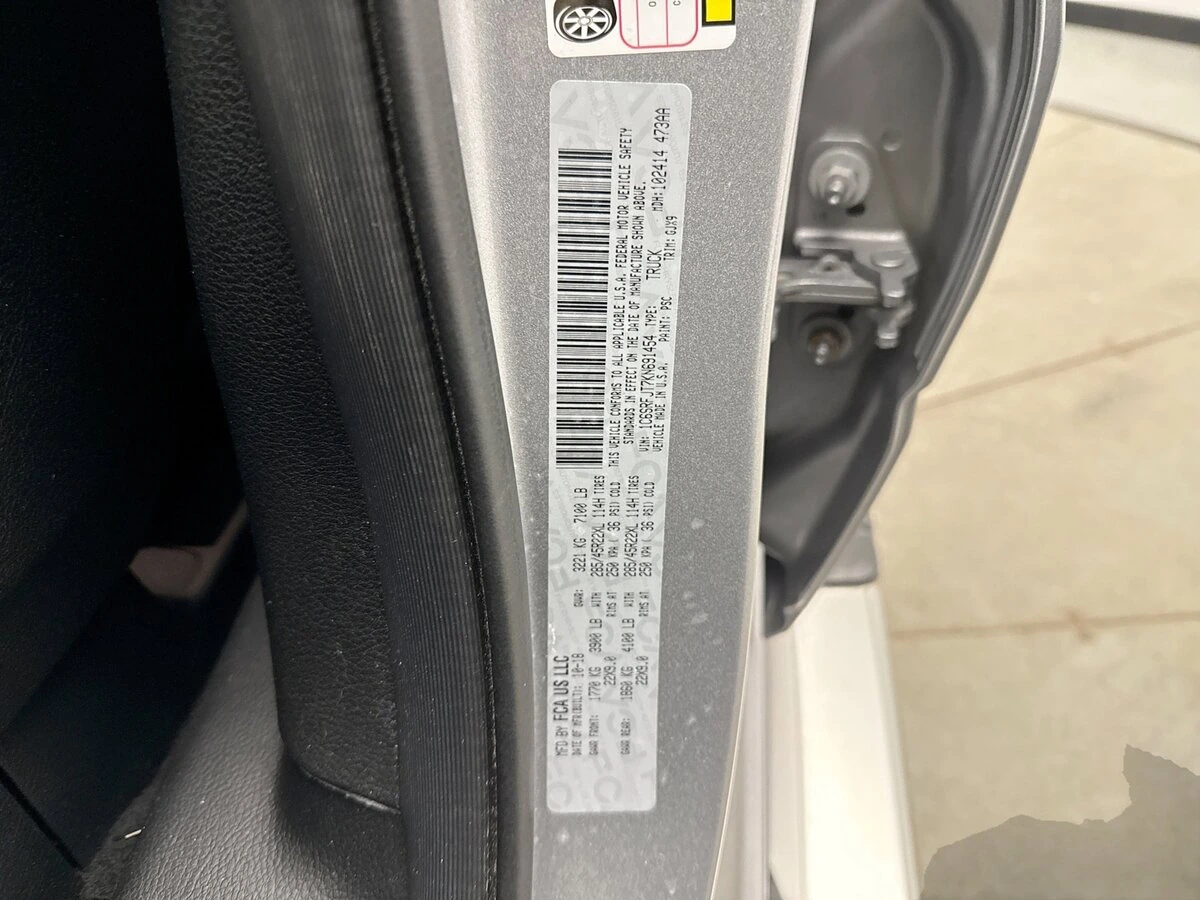 MFD BY FCA US LLC
DATE OF MFR(BUILT): 10-18 GVWR: 3221 KG 7100 LB
GAWR FRONT: 1770 KG 3900 LB WITH 285/45R22XL 114H TIRES
22X9.0 RIMS AT 250 KPA ( 36 PSI) COLD
GAWR REAR: 1860 KG 4100 LB WITH 285/45R22XL 114H TIRES
22X9.0 RIMS AT 250 KPA ( 36 PSI) COLD
THIS VEHICLE CONFORMS TO ALL APPLICABLE U.S.A. FEDERAL MOTOR VEHICLE SAFETY
STANDARDS IN EFFECT ON THE DATE OF MANUFACTURE SHOWN ABOVE.
VIN: 1C6SRFJT7KN691454 TYPE: TRUCK MDH:102414 473AA
VEHICLE MADE IN U.S.A. PAINT: PSC TRIM: GJX9